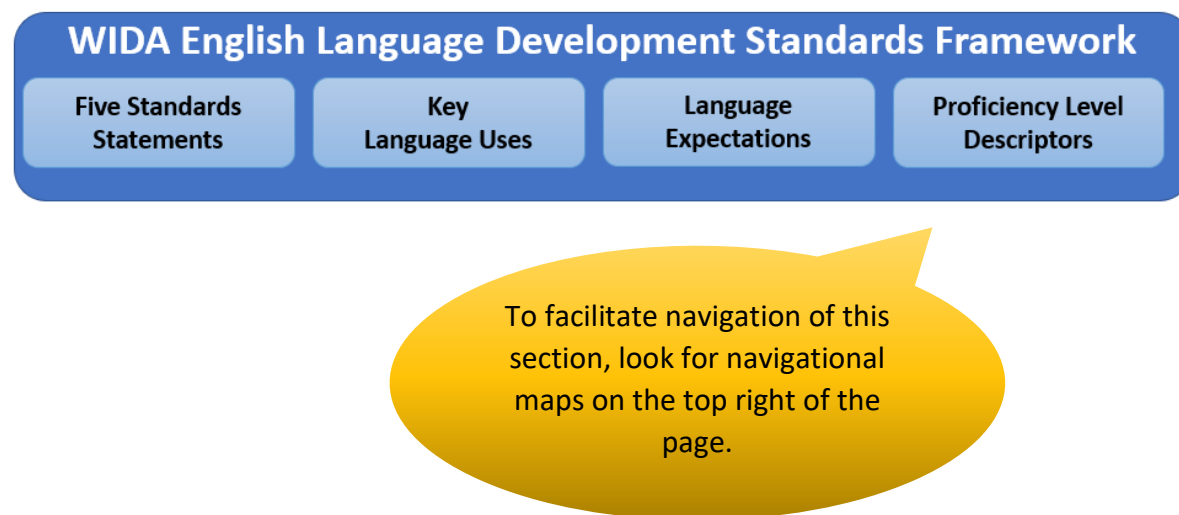 WIDA English Language Development Standards Framework
Five Standards
Statements
Key
Language Uses
Language
Expectations
Proficiency Level
Descriptors
To facilitate navigation of this
section, look for navigational
maps on the top right of the
page.